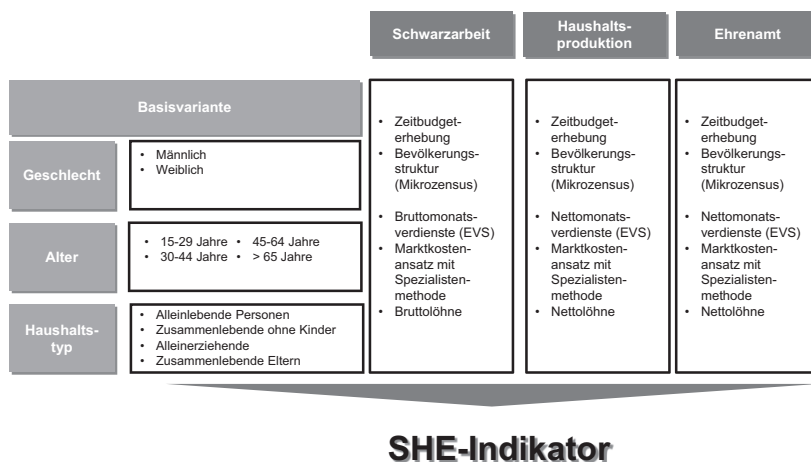 Schwarzarbeit
Haushalts-
produktion
Ehrenamt
Basisvariante
Geschlecht
• Männlich
• Weiblich
Alter
• 15-29 Jahre • 45-64 Jahre
• 30-44 Jahre • > 65 Jahre
Haushalts-
typ
• Alleinlebende Personen
• Zusammenlebende ohne Kinder
• Alleinerziehende
• Zusammenlebende Eltern
• Zeitbudget-
erhebung
• Bevölkerungs-
struktur
(Mikrozensus)
• Bruttomonats-
verdienste (EVS)
• Marktkosten-
ansatz mit
Spezialisten-
methode
• Bruttolöhne
• Zeitbudget-
erhebung
• Bevölkerungs-
struktur
(Mikrozensus)
• Nettomonats-
verdienste (EVS)
• Marktkosten-
ansatz mit
Spezialisten-
methode
• Nettolöhne
• Zeitbudget-
erhebung
• Bevölkerungs-
struktur
(Mikrozensus)
• Nettomonats-
verdienste (EVS)
• Marktkosten-
ansatz mit
Spezialisten-
methode
• Nettolöhne
SHE-Indikator